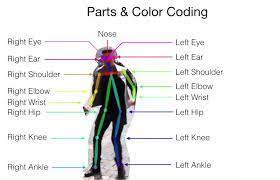 Parts & Color Coding
Nose
Right Eye
Left Eye
Right Ear
Left Ear
Right Shoulder
Left Shoulder
Right Elbow
Left Elbow
Right Wrist
Left Wrist
Right Hip
Left Hip
Right Knee
Left Knee
Right Ankle
Left Ankle